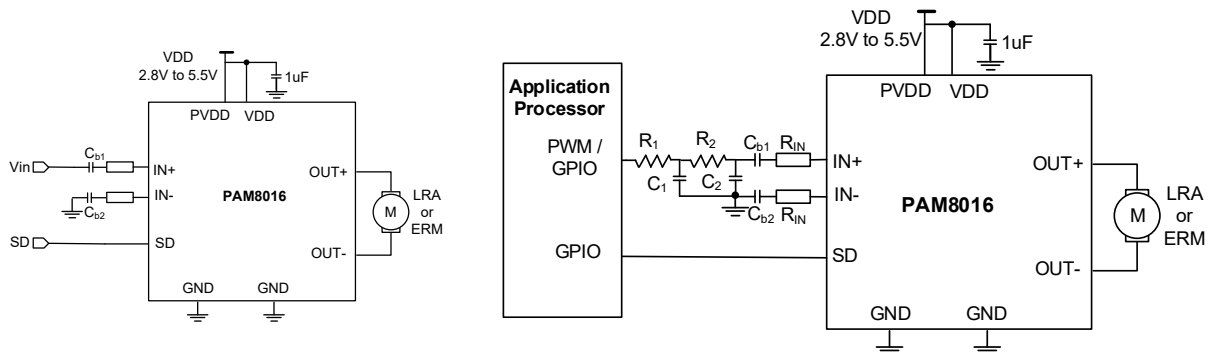 VDD
2.8V to 5.5V
1uF
PVDD VDD
Vin
Cb1
IN+
Cb2
IN-
PAM8016
SD
SD
OUT+
M
LRA
or
ERM
OUT-
GND GND
VDD
2.8V to 5.5V
1uF
Application
Processor
PVDD VDD
PWM /
GPIO
R1 R2 Cb1 RIN
IN+
C1 C2
IN-
Cb2 RIN
PAM8016
GPIO
SD
OUT+
M
LRA
or
ERM
OUT-
GND GND